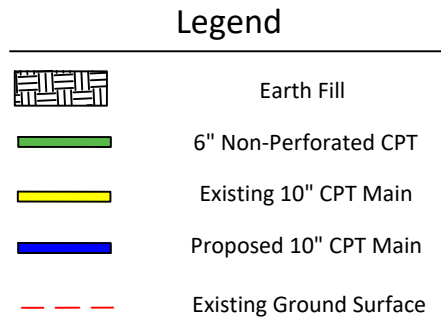 Legend
Earth Fill
6" Non-Perforated CPT
Existing 10" CPT Main
Proposed 10" CPT Main
Existing Ground Surface